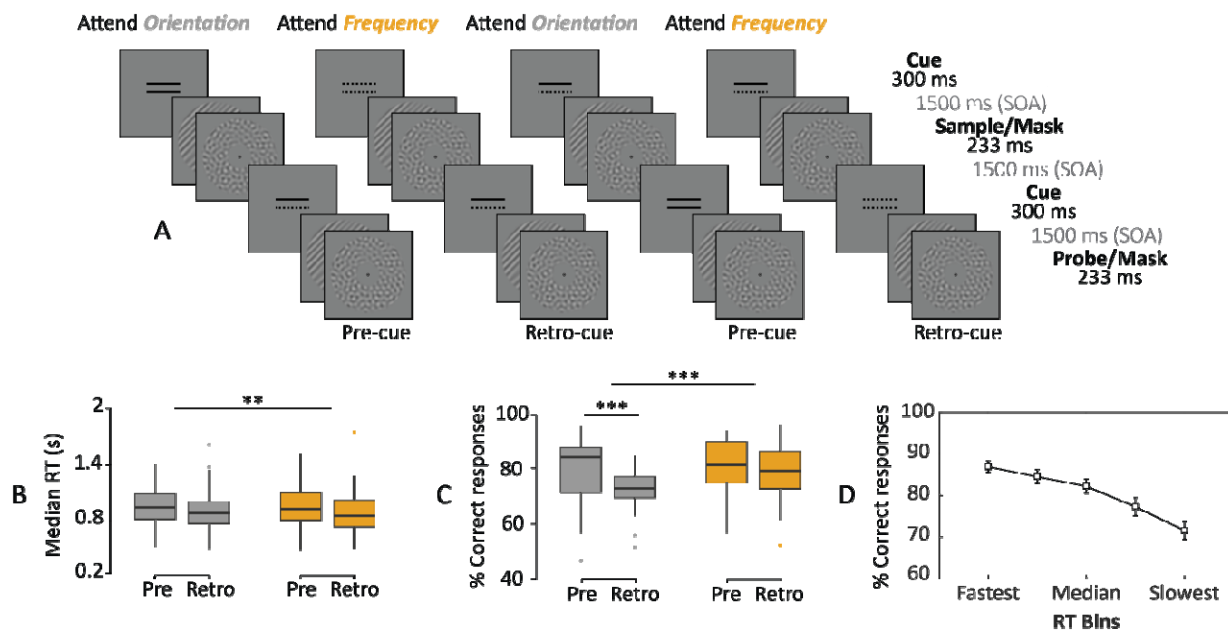 Attend Orientation Attend Frequency Attend Orientation Attend Frequency
Cue
300 ms
1500 ms (SOA)
Sample/Mask
233 ms
1500 ms (SOA)
Cue
300 ms
1500 ms (SOA)
Probe/Mask
233 ms
A
Pre-cue Retro-cue Pre-cue Retro-cue
B
Median RT (s)
2
1.4
0.8
0.2
**
Pre Retro Pre Retro
C
% Correct responses
100
80
60
40
***
***
Pre Retro Pre Retro
D
% Correct responses
100
90
80
70
60
Fastest Median Slowest
RT Bins